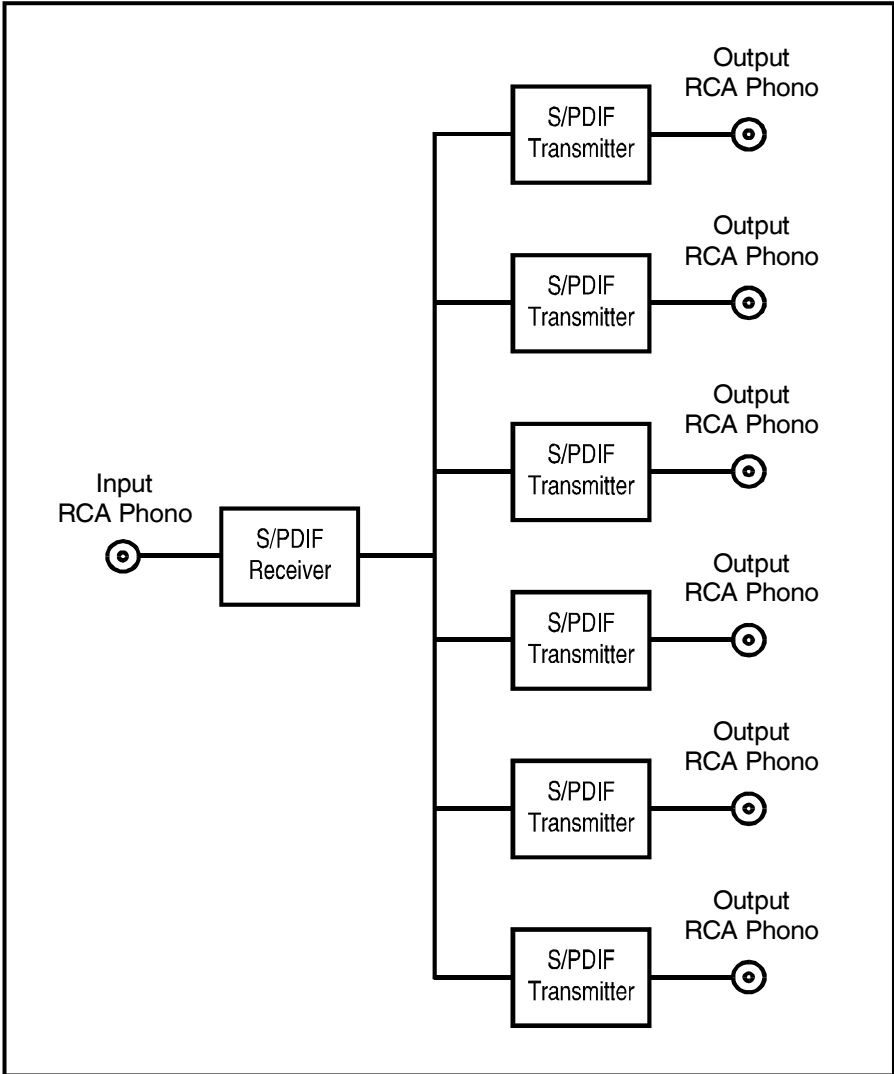 Output
RCA Phono
S/PDIF
Transmitter
Output
RCA Phono
S/PDIF
Transmitter
Output
RCA Phono
S/PDIF
Transmitter
Input
RCA Phono
S/PDIF
Receiver
Output
RCA Phono
S/PDIF
Transmitter
Output
RCA Phono
S/PDIF
Transmitter
Output
RCA Phono
S/PDIF
Transmitter